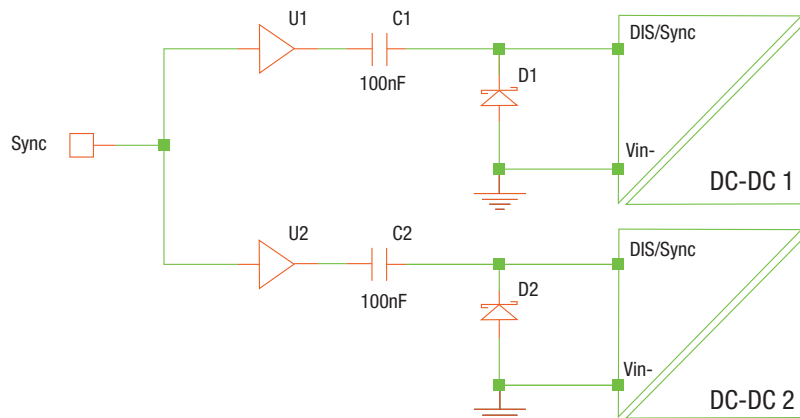 U1
C1
DIS/Sync
100nF
D1
Sync
Vin-
DC-DC 1
U2
C2
DIS/Sync
100nF
D2
Vin-
DC-DC 2